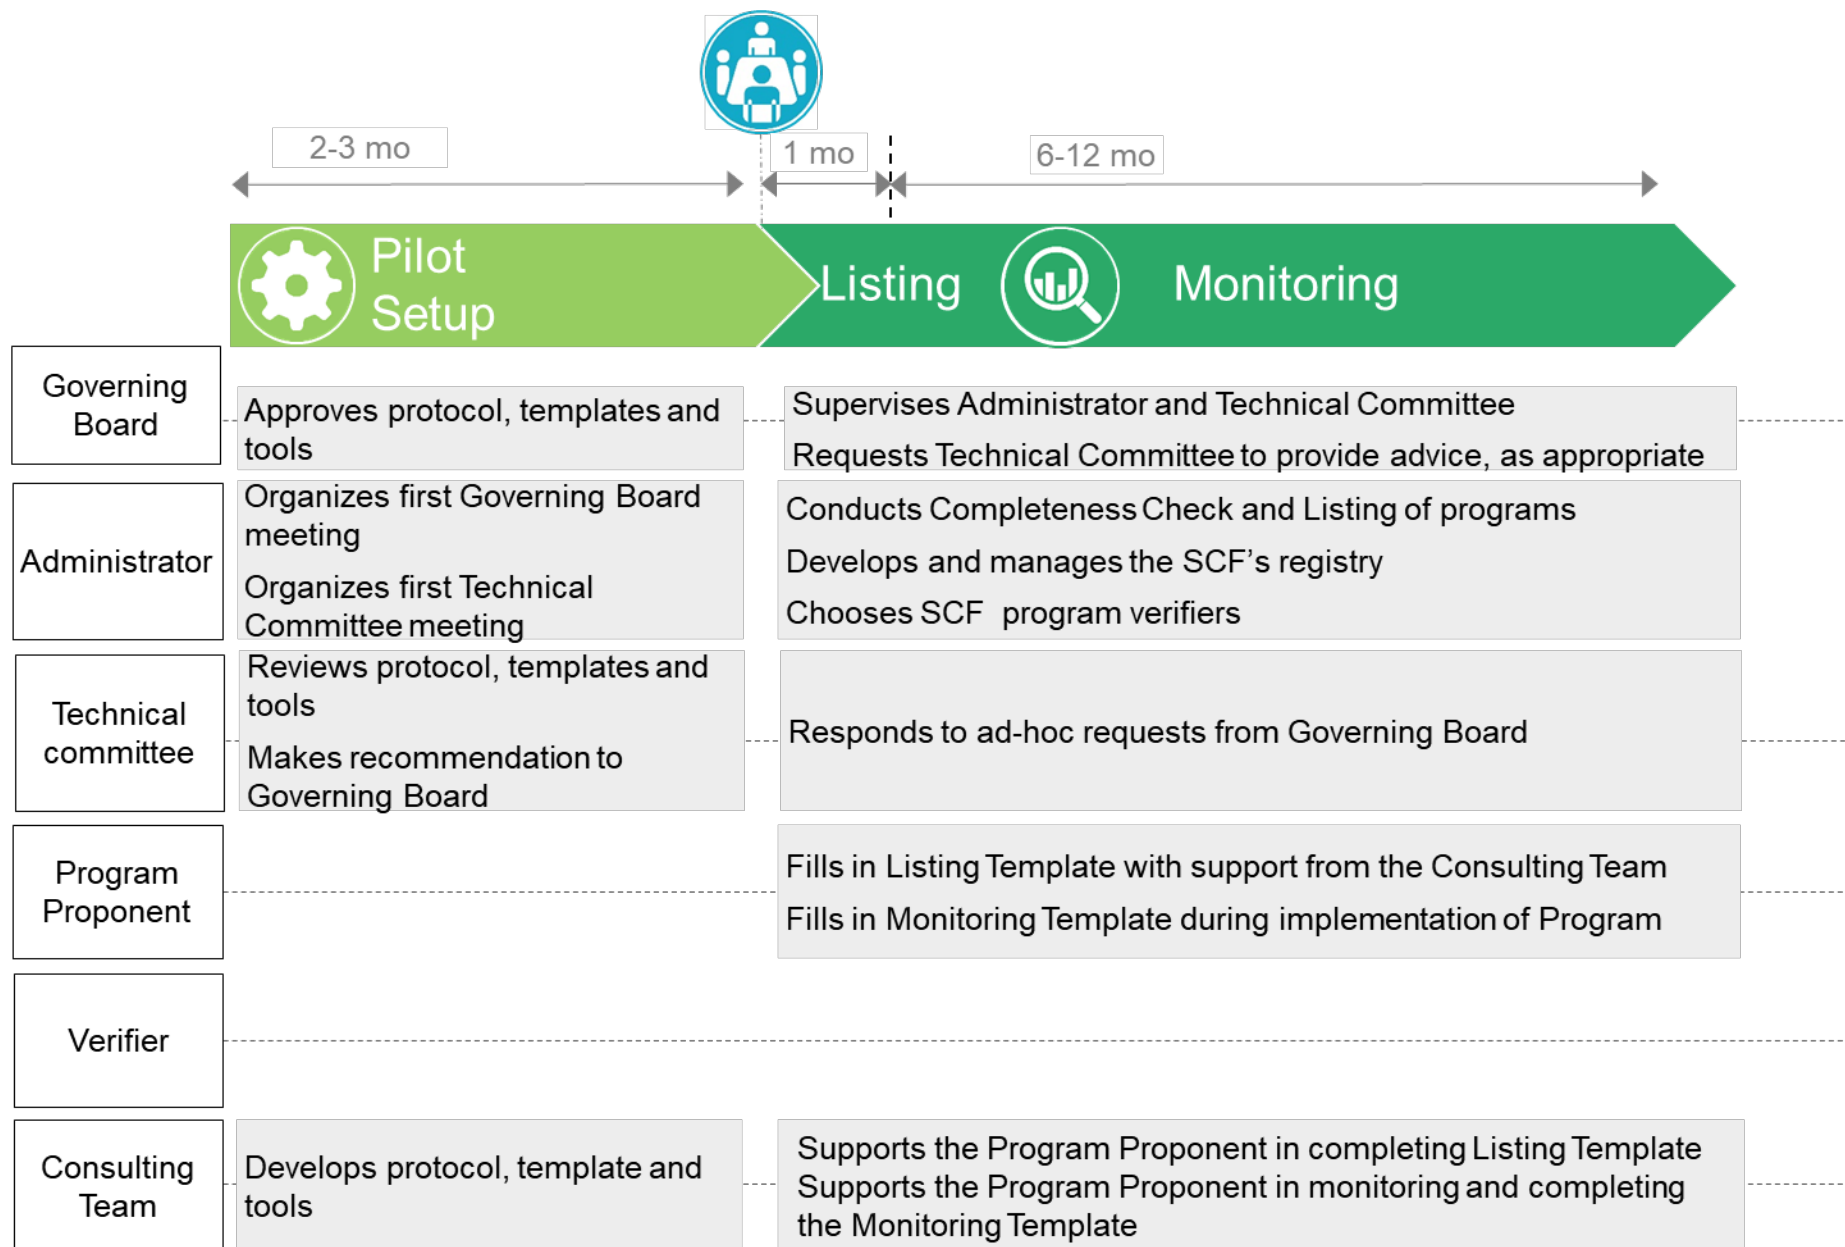 2-3 mo
1 mo
6-12 mo
Pilot
Setup
Listing
Monitoring
Governing
Board
Approves protocol, templates and
tools
Supervises Administrator and Technical Committee
Requests Technical Committee to provide advice, as appropriate
Administrator
Organizes first Governing Board
meeting
Organizes first Technical
Committee meeting
Conducts Completeness Check and Listing of programs
Develops and manages the SCF’s registry
Chooses SCF program verifiers
Technical
committee
Reviews protocol, templates and
tools
Makes recommendation to
Governing Board
Responds to ad-hoc requests from Governing Board
Program
Proponent
Fills in Listing Template with support from the Consulting Team
Fills in Monitoring Template during implementation of Program
Verifier
Consulting
Team
Develops protocol, template and
tools
Supports the Program Proponent in completing Listing Template
Supports the Program Proponent in monitoring and completing
the Monitoring Template